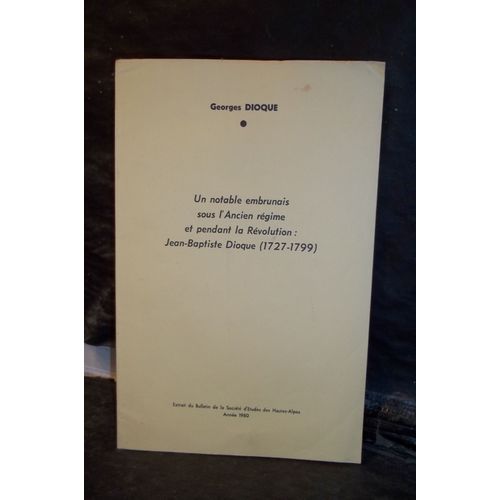 Georges DIOQUE
Un notable embrunais
sous l'Ancien régime
et pendant la Révolution :
Jean-Baptiste Dioque (1727-1799)
Extrait du Bulletin de la Société d'Etudes des Hautes-Alpes
Année 1980